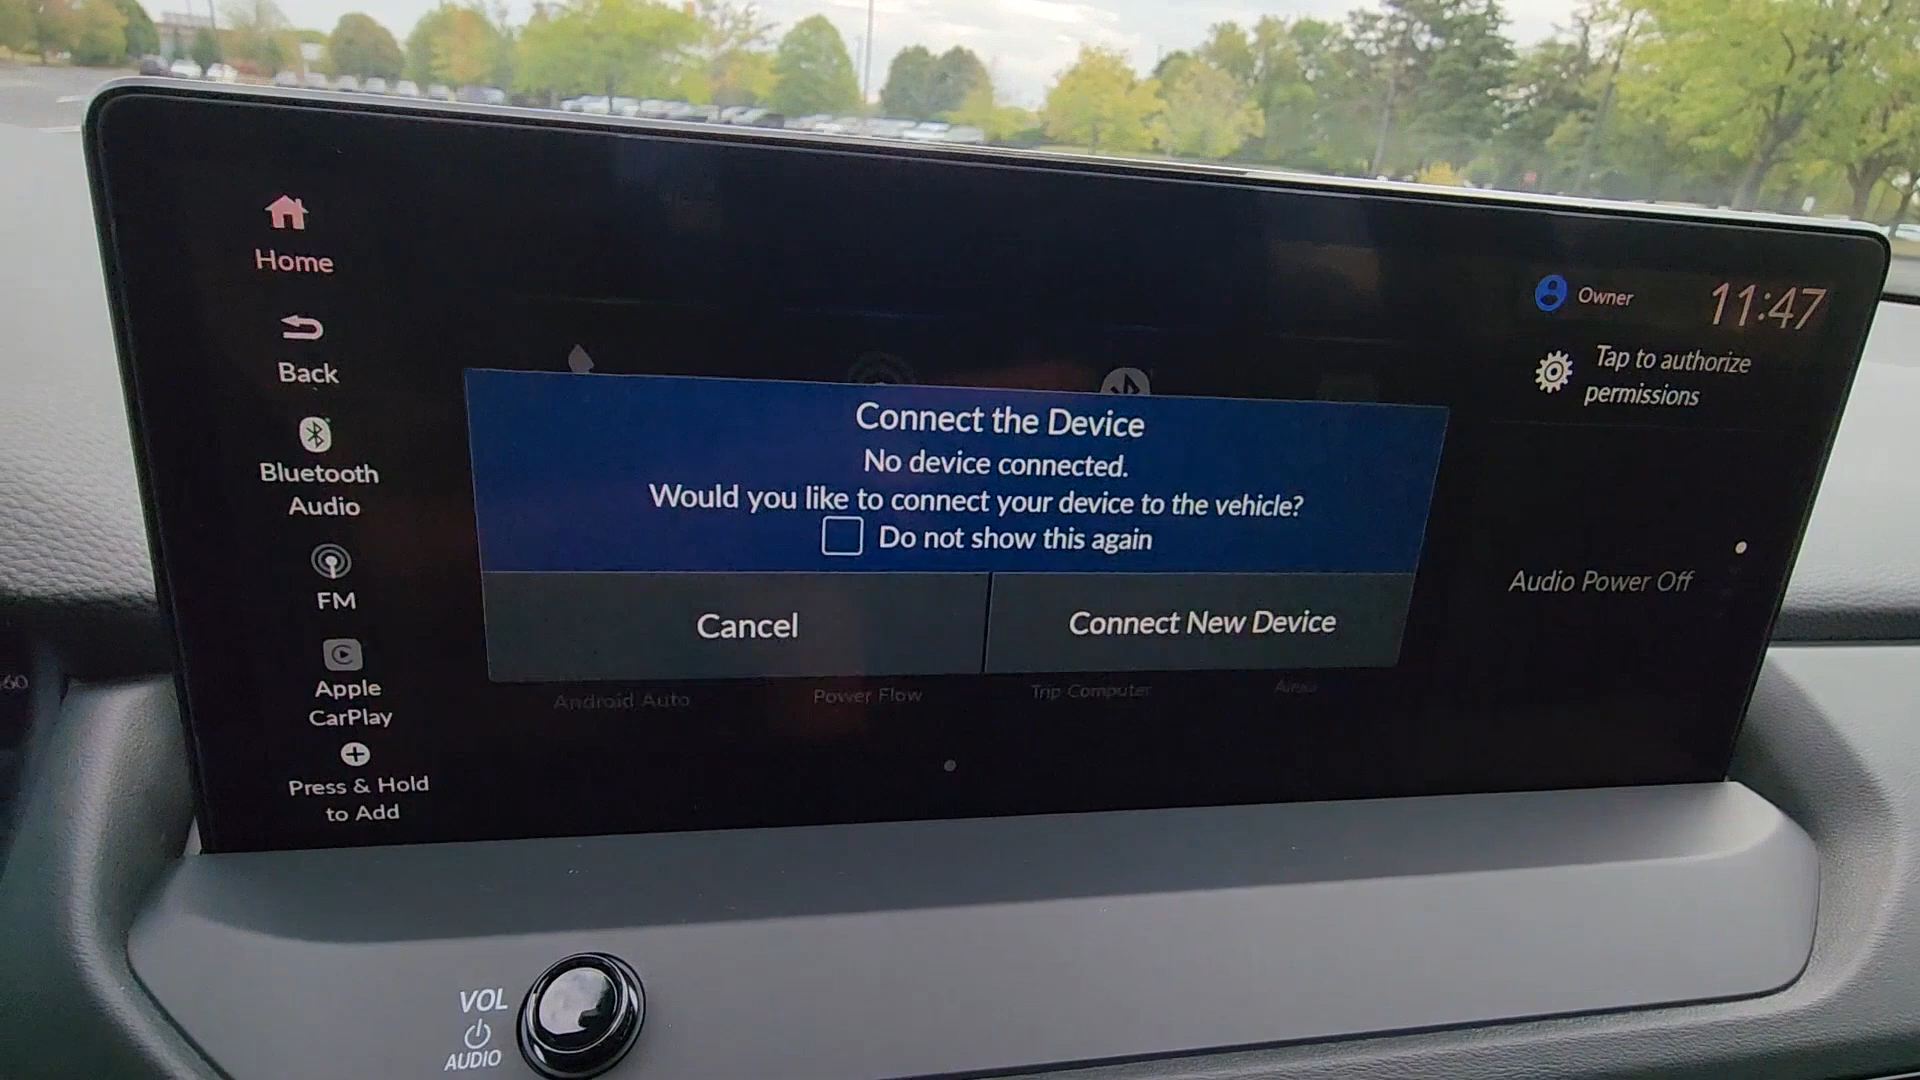 Home
Back
Bluetooth
Audio
FM
Apple
CarPlay
Press & Hold
to Add
Connect the Device
No device connected.
Would you like to connect your device to the vehicle?
Do not show this again
Cancel
Connect New Device
Android Auto
Power Flow
Trip Computer
Owner
11:47
Tap to authorize
permissions
Audio Power Off
60
VOL
AUDIO